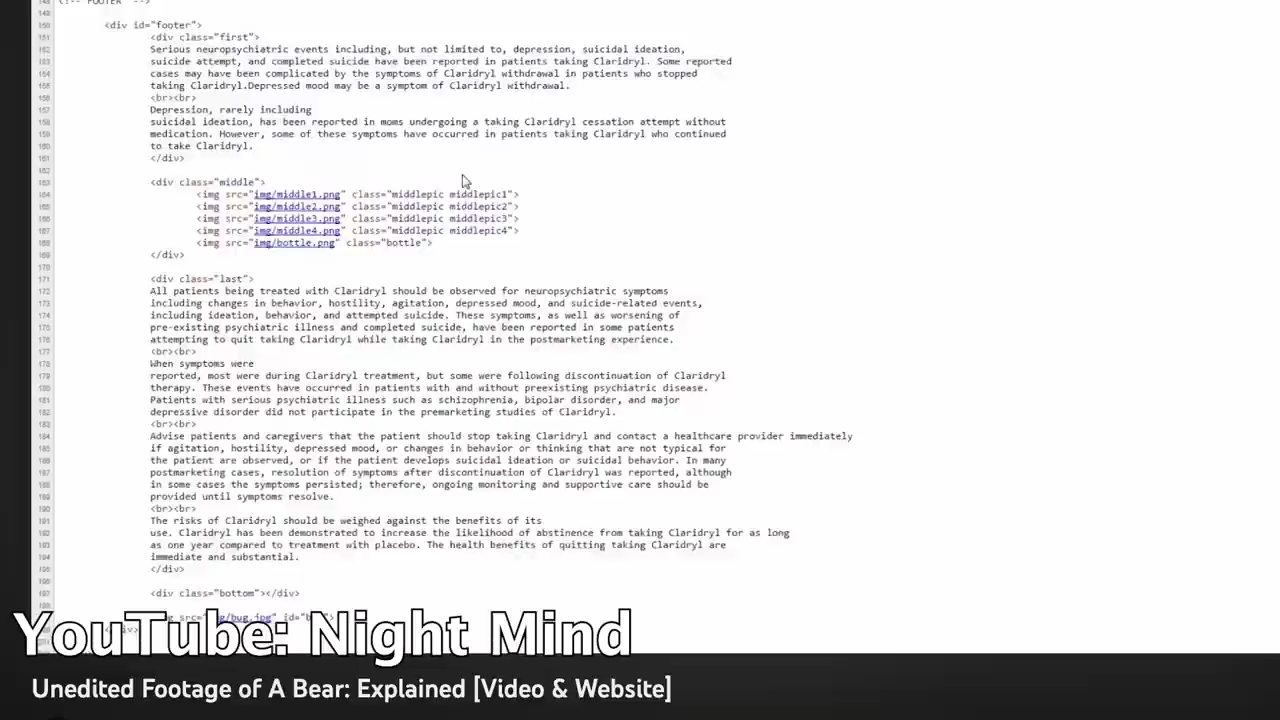 <!-- FOOTER -->
149
150 <div id="footer">
151 <div class="first">
152 Serious neuropsychiatric events including, but not limited to, depression, suicidal ideation,
153 suicide attempt, and completed suicide have been reported in patients taking Claridryl. Some reported
154 cases may have been complicated by the symptoms of Claridryl withdrawal in patients who stopped
155 taking Claridryl.Depressed mood may be a symptom of Claridryl withdrawal.
156 <br><br>
157 Depression, rarely including
158 suicidal ideation, has been reported in moms undergoing a taking Claridryl cessation attempt without
159 medication. However, some of these symptoms have occurred in patients taking Claridryl who continued
160 to take Claridryl.
161 </div>
162
163 <div class="middle">
164 <img src="img/middle1.png" class="middlepic middlepic1">
165 <img src="img/middle2.png" class="middlepic middlepic2">
166 <img src="img/middle3.png" class="middlepic middlepic3">
167 <img src="img/middle4.png" class="middlepic middlepic4">
168 <img src="img/bottle.png" class="bottle">
169 </div>
170
171 <div class="last">
172 All patients being treated with Claridryl should be observed for neuropsychiatric symptoms
173 including changes in behavior, hostility, agitation, depressed mood, and suicide-related events,
174 including ideation, behavior, and attempted suicide. These symptoms, as well as worsening of
175 pre-existing psychiatric illness and completed suicide, have been reported in some patients
176 attempting to quit taking Claridryl while taking Claridryl in the postmarketing experience.
177 <br><br>
178 When symptoms were
179 reported, most were during Claridryl treatment, but some were following discontinuation of Claridryl
180 therapy. These events have occurred in patients with and without preexisting psychiatric disease.
181 Patients with serious psychiatric illness such as schizophrenia, bipolar disorder, and major
182 depressive disorder did not participate in the premarketing studies of Claridryl.
183 <br><br>
184 Advise patients and caregivers that the patient should stop taking Claridryl and contact a healthcare provider immediately
185 if agitation, hostility, depressed mood, or changes in behavior or thinking that are not typical for
186 the patient are observed, or if the patient develops suicidal ideation or suicidal behavior. In many
187 postmarketing cases, resolution of symptoms after discontinuation of Claridryl was reported, although
188 in some cases the symptoms persisted; therefore, ongoing monitoring and supportive care should be
189 provided until symptoms resolve.
190 <br><br>
191 The risks of Claridryl should be weighed against the benefits of its
192 use. Claridryl has been demonstrated to increase the likelihood of abstinence from taking Claridryl for as long
193 as one year compared to treatment with placebo. The health benefits of quitting taking Claridryl are
194 immediate and substantial.
195 </div>
196
197 <div class="bottom"></div>
198
YouTube: Night Mind
Unedited Footage of A Bear: Explained [Video & Website]